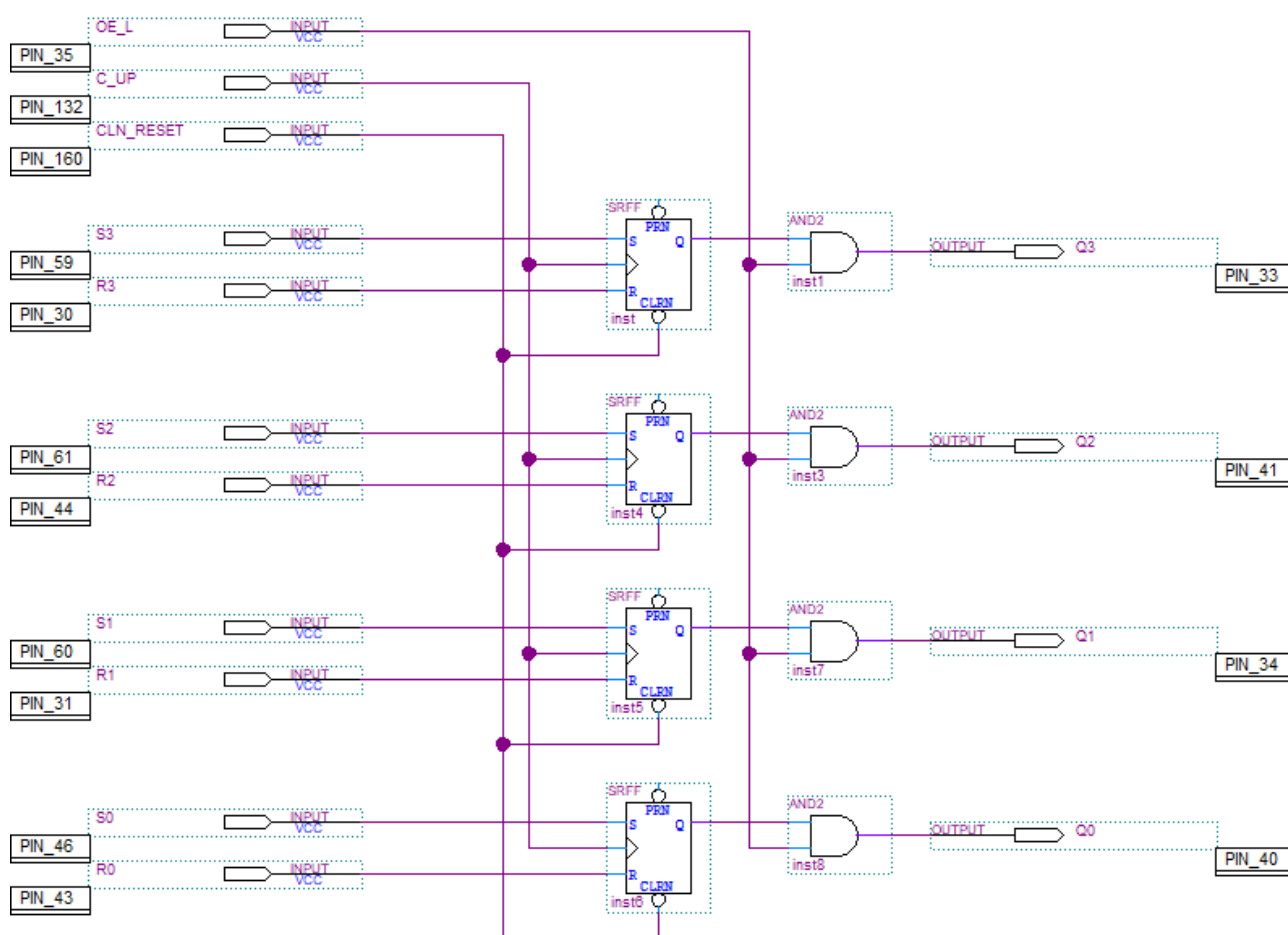 OE_L INPUT
VCC
PIN_35
C_UP INPUT
VCC
PIN_132
CLN_RESET INPUT
VCC
PIN_160
SRFF
PRN
AND2
S3 INPUT
VCC
S Q
OUTPUT Q3
PIN_59
PIN_33
R3 INPUT
VCC
R
CLRN
inst1
PIN_30
inst
SRFF
PRN
AND2
S2 INPUT
VCC
S Q
OUTPUT Q2
PIN_61
PIN_41
R2 INPUT
VCC
R
CLRN
inst3
PIN_44
inst4
SRFF
PRN
AND2
S1 INPUT
VCC
S Q
OUTPUT Q1
PIN_60
PIN_34
R1 INPUT
VCC
R
CLRN
inst7
PIN_31
inst5
SRFF
PRN
AND2
S0 INPUT
VCC
S Q
OUTPUT Q0
PIN_46
PIN_40
R0 INPUT
VCC
R
CLRN
inst8
PIN_43
inst6